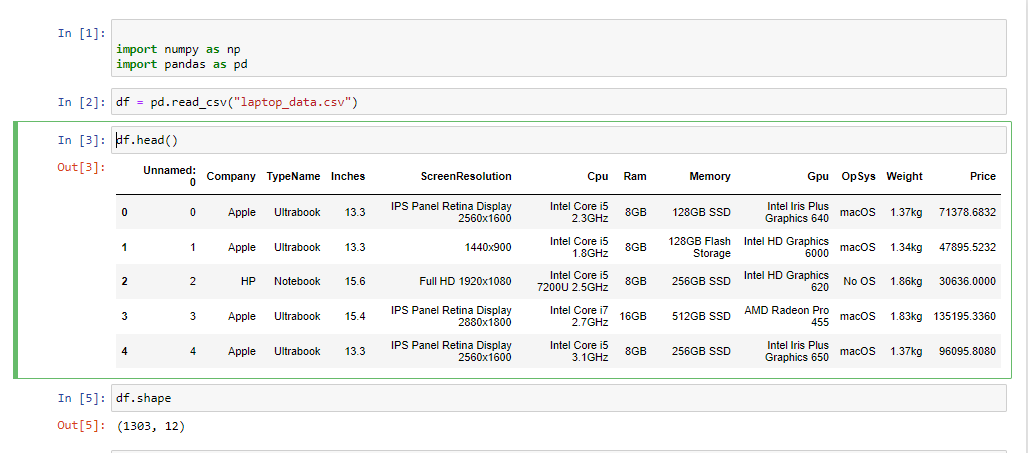 In [1]:
import numpy as np
import pandas as pd
In [2]: df = pd.read_csv("laptop_data.csv")
In [3]: df.head()
Out[3]:
Unnamed: 0 Company TypeName Inches ScreenResolution Cpu Ram Memory Gpu OpSys Weight Price
0 0 Apple Ultrabook 13.3 IPS Panel Retina Display 2560x1600 Intel Core i5 2.3GHz 8GB 128GB SSD Intel Iris Plus Graphics 640 macOS 1.37kg 71378.6832
1 1 Apple Ultrabook 13.3 1440x900 Intel Core i5 1.8GHz 8GB 128GB Flash Storage Intel HD Graphics 6000 macOS 1.34kg 47895.5232
2 2 HP Notebook 15.6 Full HD 1920x1080 Intel Core i5 7200U 2.5GHz 8GB 256GB SSD Intel HD Graphics 620 No OS 1.86kg 30636.0000
3 3 Apple Ultrabook 15.4 IPS Panel Retina Display 2880x1800 Intel Core i7 2.7GHz 16GB 512GB SSD AMD Radeon Pro 455 macOS 1.83kg 135195.3360
4 4 Apple Ultrabook 13.3 IPS Panel Retina Display 2560x1600 Intel Core i5 3.1GHz 8GB 256GB SSD Intel Iris Plus Graphics 650 macOS 1.37kg 96095.8080
In [5]: df.shape
Out[5]: (1303, 12)